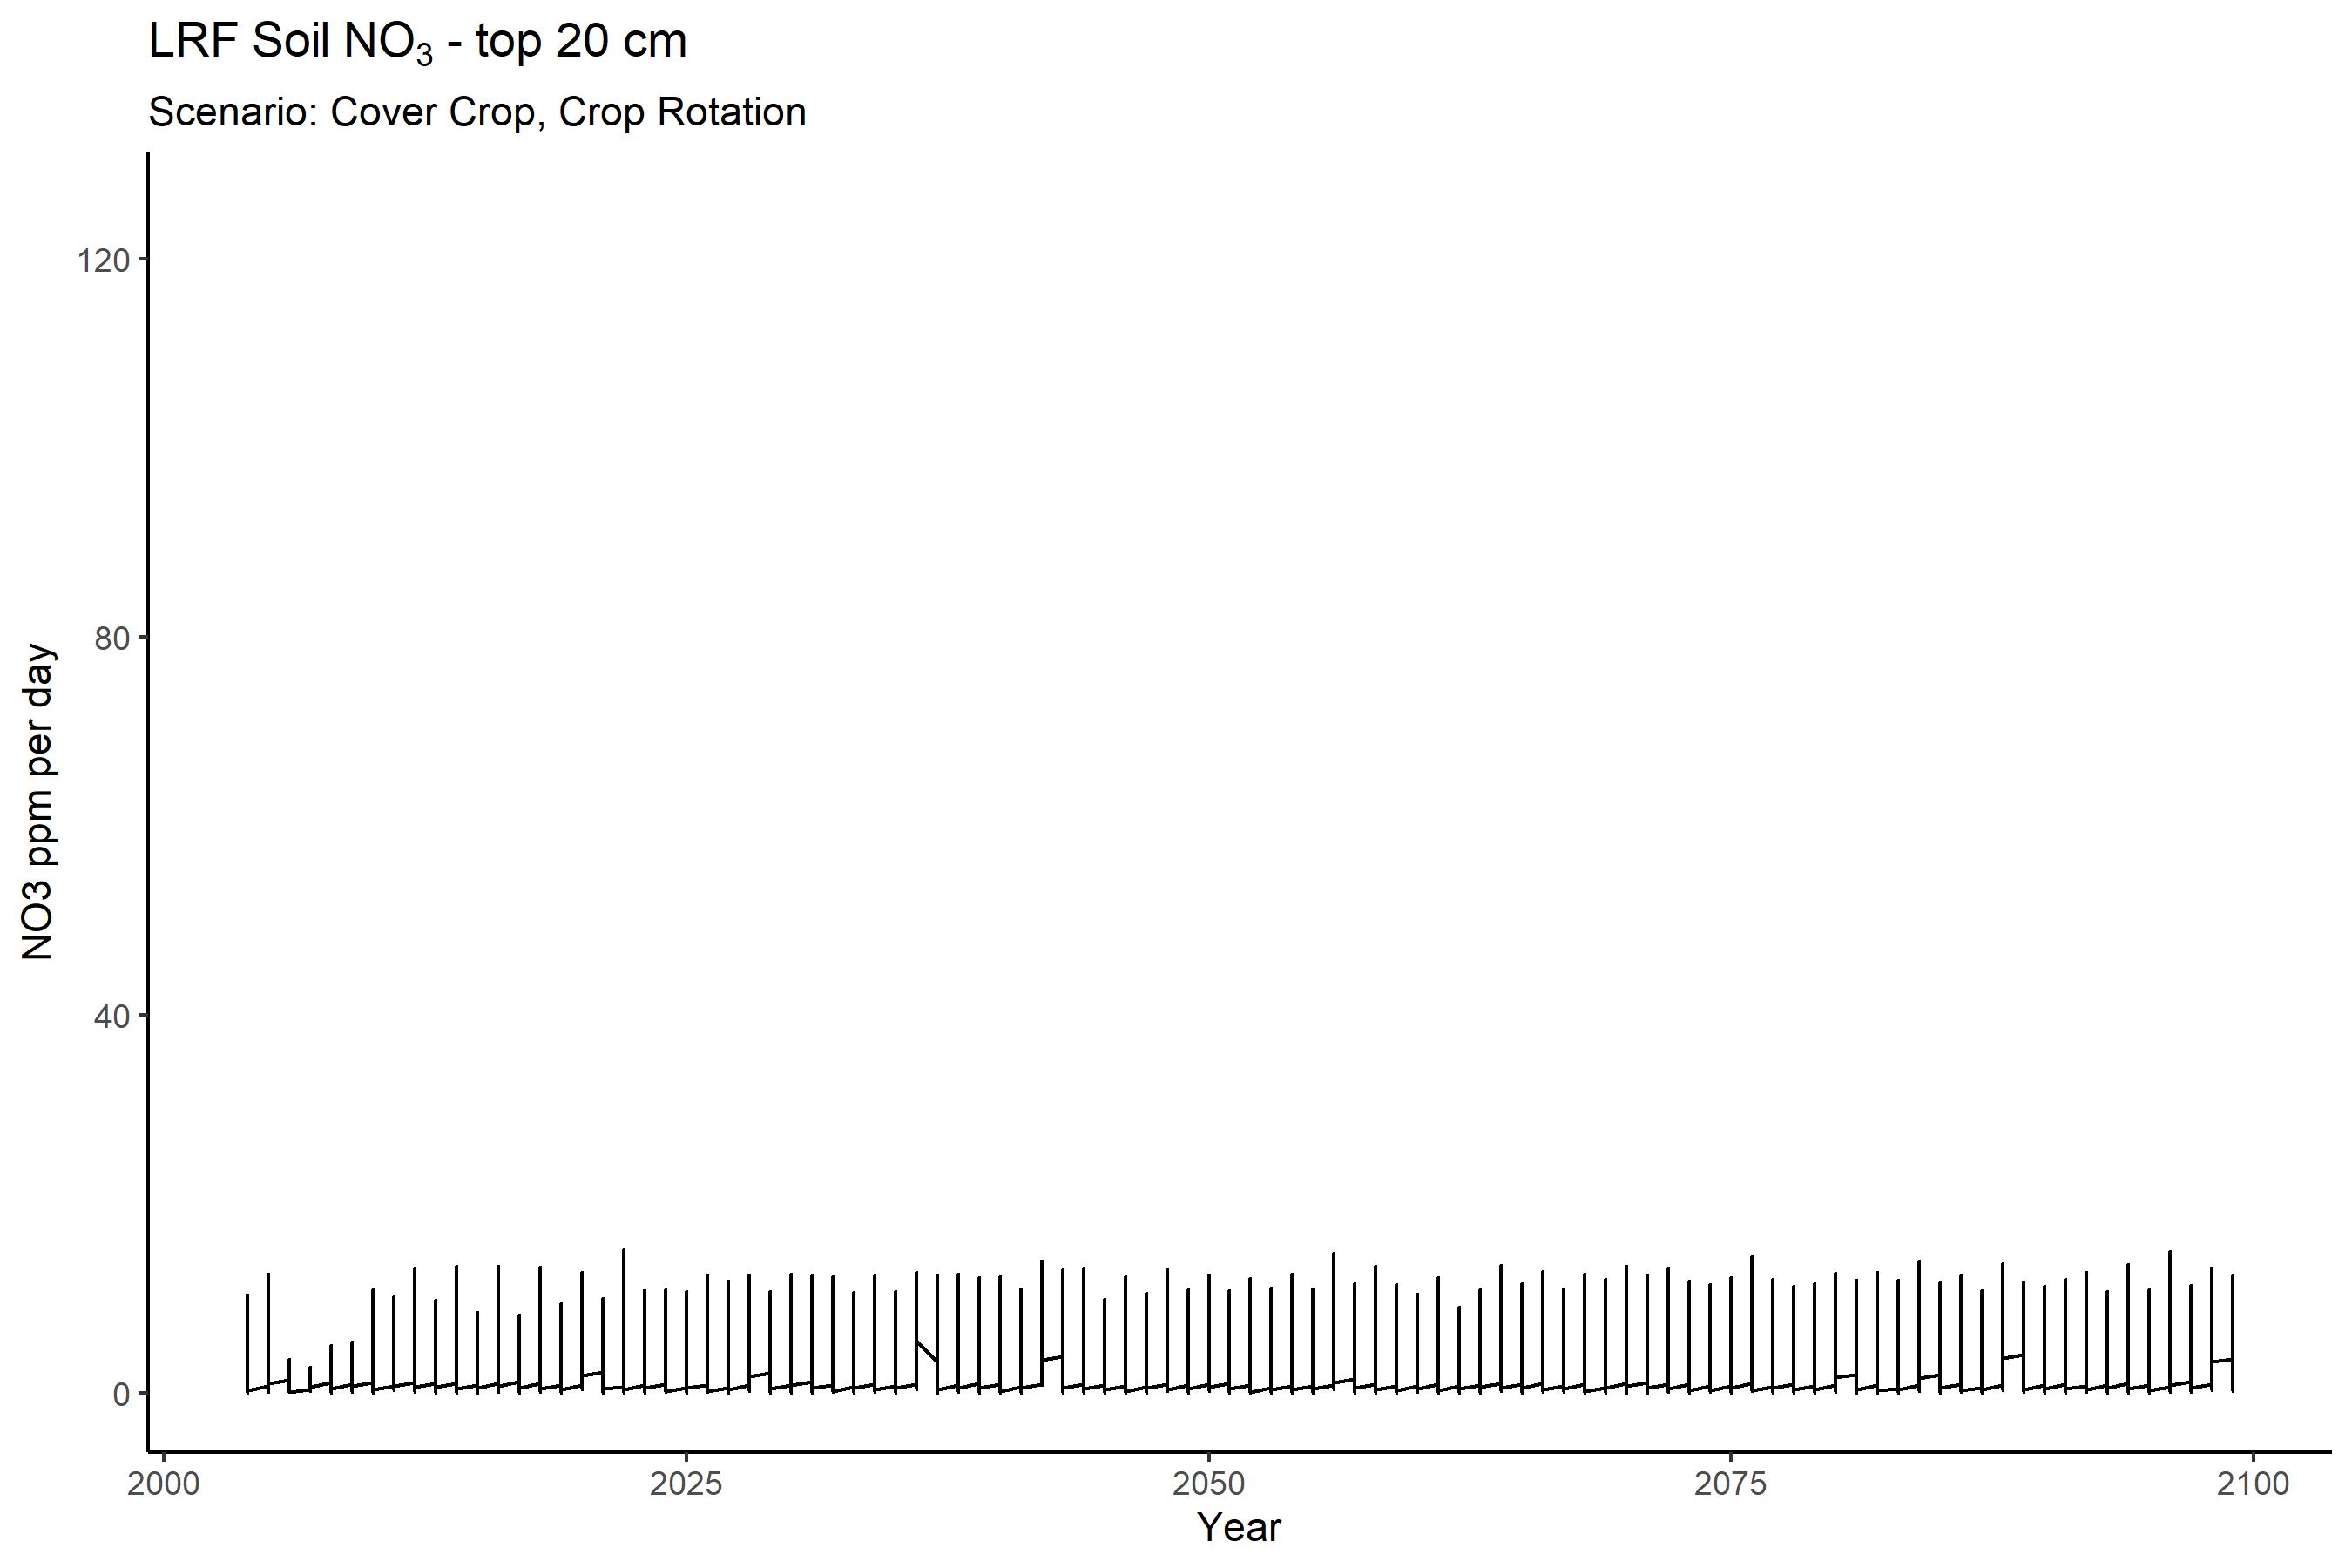 LRF Soil NO₃ - top 20 cm
Scenario: Cover Crop, Crop Rotation
120
80
40
0
NO3 ppm per day
2000 2025 2050 2075 2100
Year